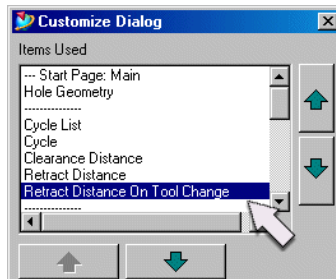 Customize Dialog
Items Used
--- Start Page: Main
Hole Geometry
---------------
Cycle List
Cycle
Clearance Distance
Retract Distance
Retract Distance On Tool Change
---------------